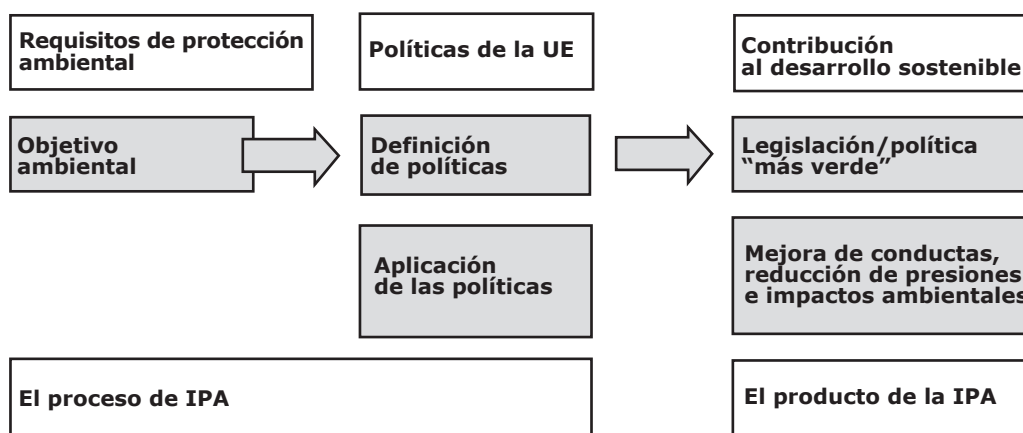 Requisitos de protección
ambiental
Políticas de la UE
Contribución
al desarrollo sostenible
Objetivo
ambiental
Definición
de políticas
Legislación/política
“más verde”
Aplicación
de las políticas
Mejora de conductas,
reducción de presiones
e impactos ambientales
El proceso de IPA
El producto de la IPA